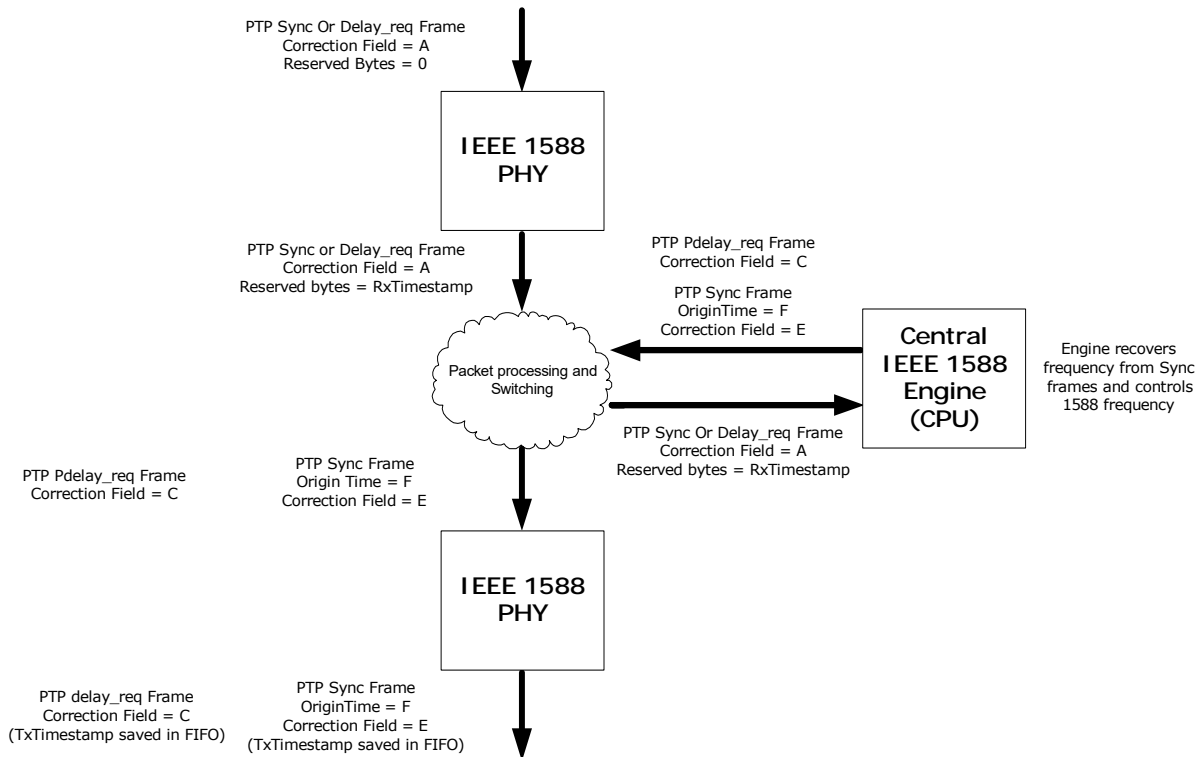 PTP Sync Or Delay_req Frame
Correction Field = A
Reserved Bytes = 0
IEEE 1588
PHY
PTP Sync or Delay_req Frame
Correction Field = A
Reserved bytes = RxTimestamp
PTP Pdelay_req Frame
Correction Field = C
PTP Sync Frame
OriginTime = F
Correction Field = E
Packet processing and
Switching
Central
IEEE 1588
Engine
(CPU)
Engine recovers
frequency from Sync
frames and controls
1588 frequency
PTP Sync Or Delay_req Frame
Correction Field = A
Reserved bytes = RxTimestamp
PTP Pdelay_req Frame
Correction Field = C
PTP Sync Frame
Origin Time = F
Correction Field = E
IEEE 1588
PHY
PTP delay_req Frame
Correction Field = C
(TxTimestamp saved in FIFO)
PTP Sync Frame
OriginTime = F
Correction Field = E
(TxTimestamp saved in FIFO)